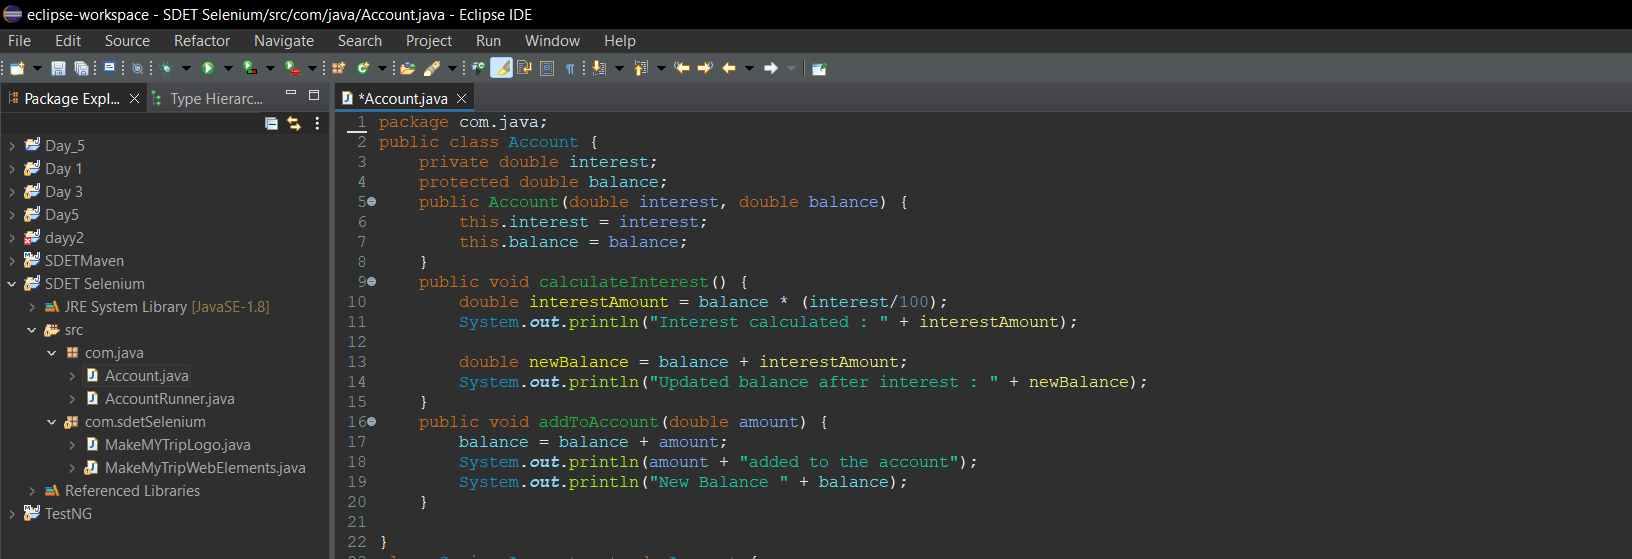 eclipse-workspace - SDET Selenium/src/com/java/Account.java - Eclipse IDE
File Edit Source Refactor Navigate Search Project Run Window Help
Package Expl... Type Hierarc...
Day_5
Day 1
Day 3
Day5
dayy2
SDETMaven
SDET Selenium
JRE System Library [JavaSE-1.8]
src
com.java
Account.java
AccountRunner.java
com.sdetSelenium
MakeMYTripLogo.java
MakeMyTripWebElements.java
Referenced Libraries
TestNG
*Account.java
1 package com.java;
2 public class Account {
3     private double interest;
4     protected double balance;
5     public Account(double interest, double balance) {
6         this.interest = interest;
7         this.balance = balance;
8     }
9     public void calculateInterest() {
10         double interestAmount = balance * (interest/100);
11         System.out.println("Interest calculated : " + interestAmount);
12
13         double newBalance = balance + interestAmount;
14         System.out.println("Updated balance after interest : " + newBalance);
15     }
16     public void addToAccount(double amount) {
17         balance = balance + amount;
18         System.out.println(amount + "added to the account");
19         System.out.println("New Balance " + balance);
20     }
21
22 }